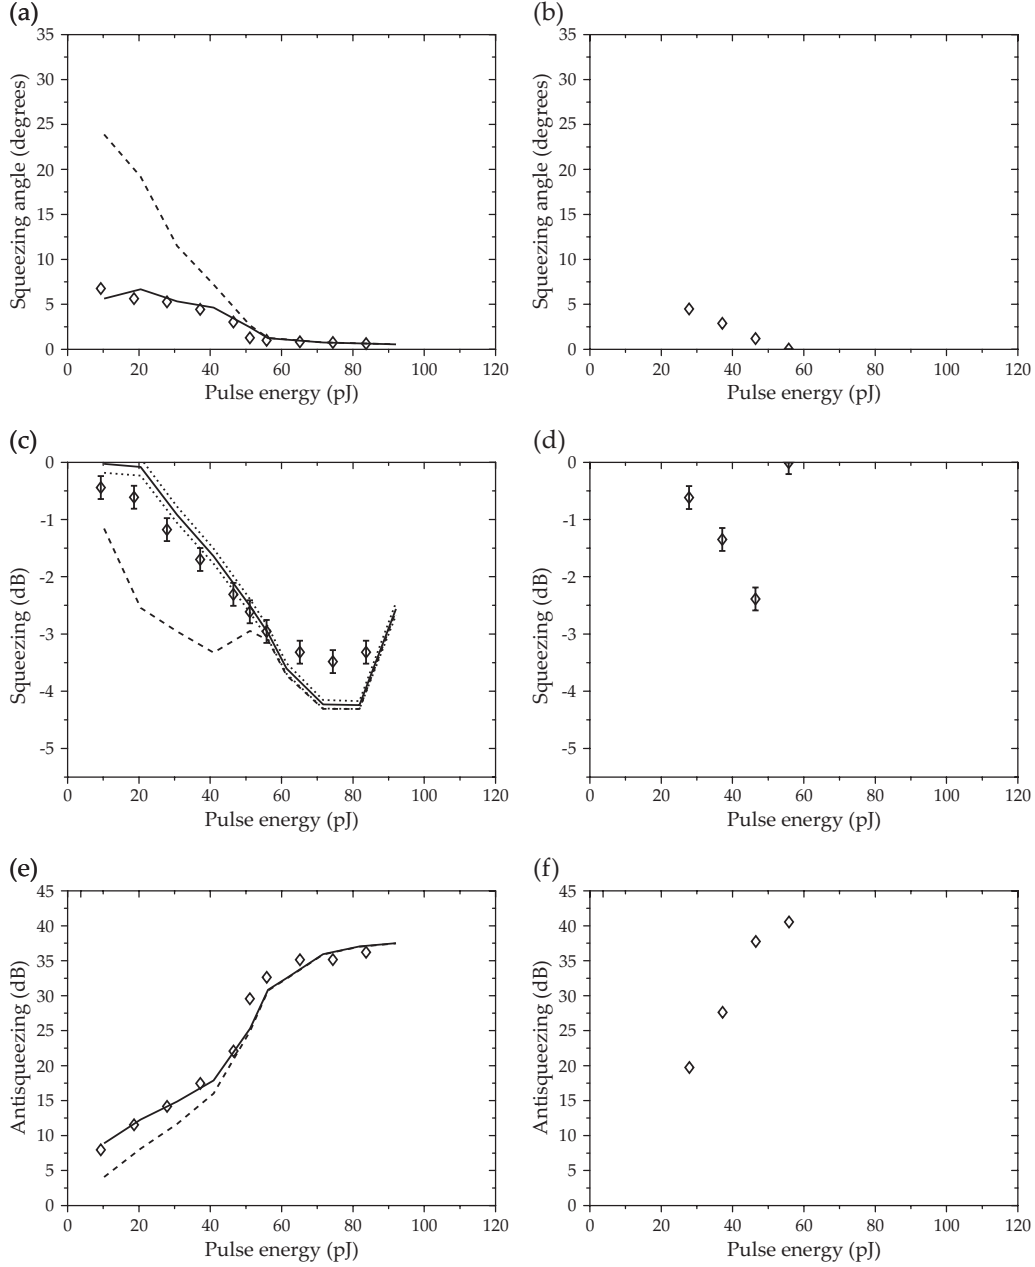 (a)
35
30
25
20
15
10
5
0
Squeezing angle (degrees)
0 20 40 60 80 100 120
Pulse energy (pJ)
(b)
35
30
25
20
15
10
5
0
Squeezing angle (degrees)
0 20 40 60 80 100 120
Pulse energy (pJ)
(c)
0
-1
-2
-3
-4
-5
Squeezing (dB)
0 20 40 60 80 100 120
Pulse energy (pJ)
(d)
0
-1
-2
-3
-4
-5
Squeezing (dB)
0 20 40 60 80 100 120
Pulse energy (pJ)
(e)
45
40
35
30
25
20
15
10
5
0
Antisqueezing (dB)
0 20 40 60 80 100 120
Pulse energy (pJ)
(f)
45
40
35
30
25
20
15
10
5
0
Antisqueezing (dB)
0 20 40 60 80 100 120
Pulse energy (pJ)